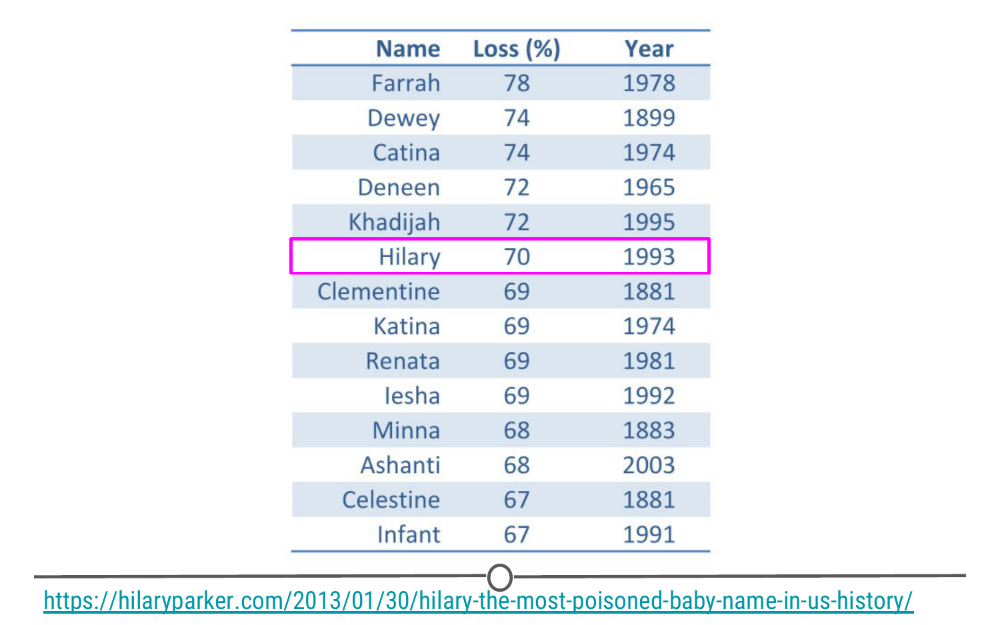 Name Loss (%) Year
Farrah 78 1978
Dewey 74 1899
Catina 74 1974
Deneen 72 1965
Khadijah 72 1995
Hilary 70 1993
Clementine 69 1881
Katina 69 1974
Renata 69 1981
Iesha 69 1992
Minna 68 1883
Ashanti 68 2003
Celestine 67 1881
Infant 67 1991
https://hilaryparker.com/2013/01/30/hilary-the-most-poisoned-baby-name-in-us-history/